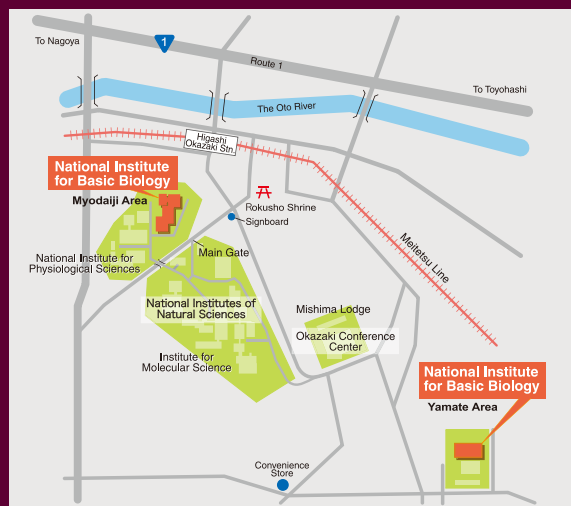 To Nagoya
1
Route 1
To Toyohashi
The Oto River
Higashi
Okazaki Stn.
National Institute
for Basic Biology
Myodaiji Area
Rokusho Shrine
Signboard
Main Gate
National Institute for
Physiological Sciences
Meitetsu Line
National Institutes of
Natural Sciences
Mishima Lodge
Okazaki Conference
Center
Institute for
Molecular Science
National Institute
for Basic Biology
Yamate Area
Convenience
Store